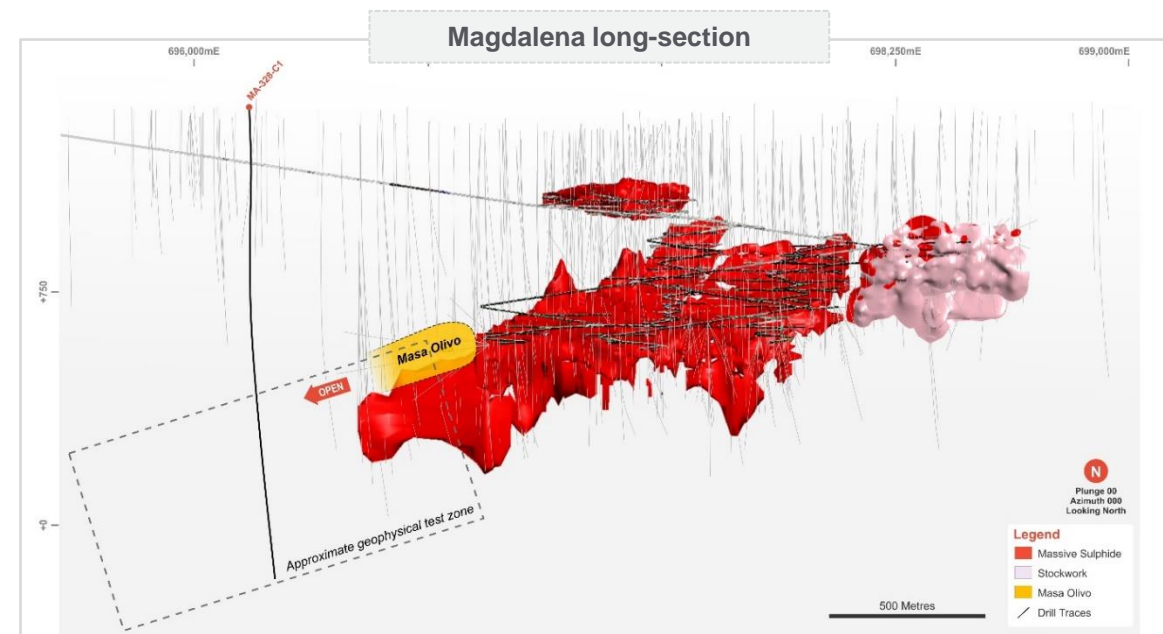 Magdalena long-section
696,000mE
698,250mE
699,000mE
MA-328-C1
+750
Masa Olivo
OPEN
+0
Approximate geophysical test zone
N
Plunge 00
Azimuth 000
Looking North
Legend
Massive Sulphide
Stockwork
Masa Olivo
Drill Traces
500 Metres